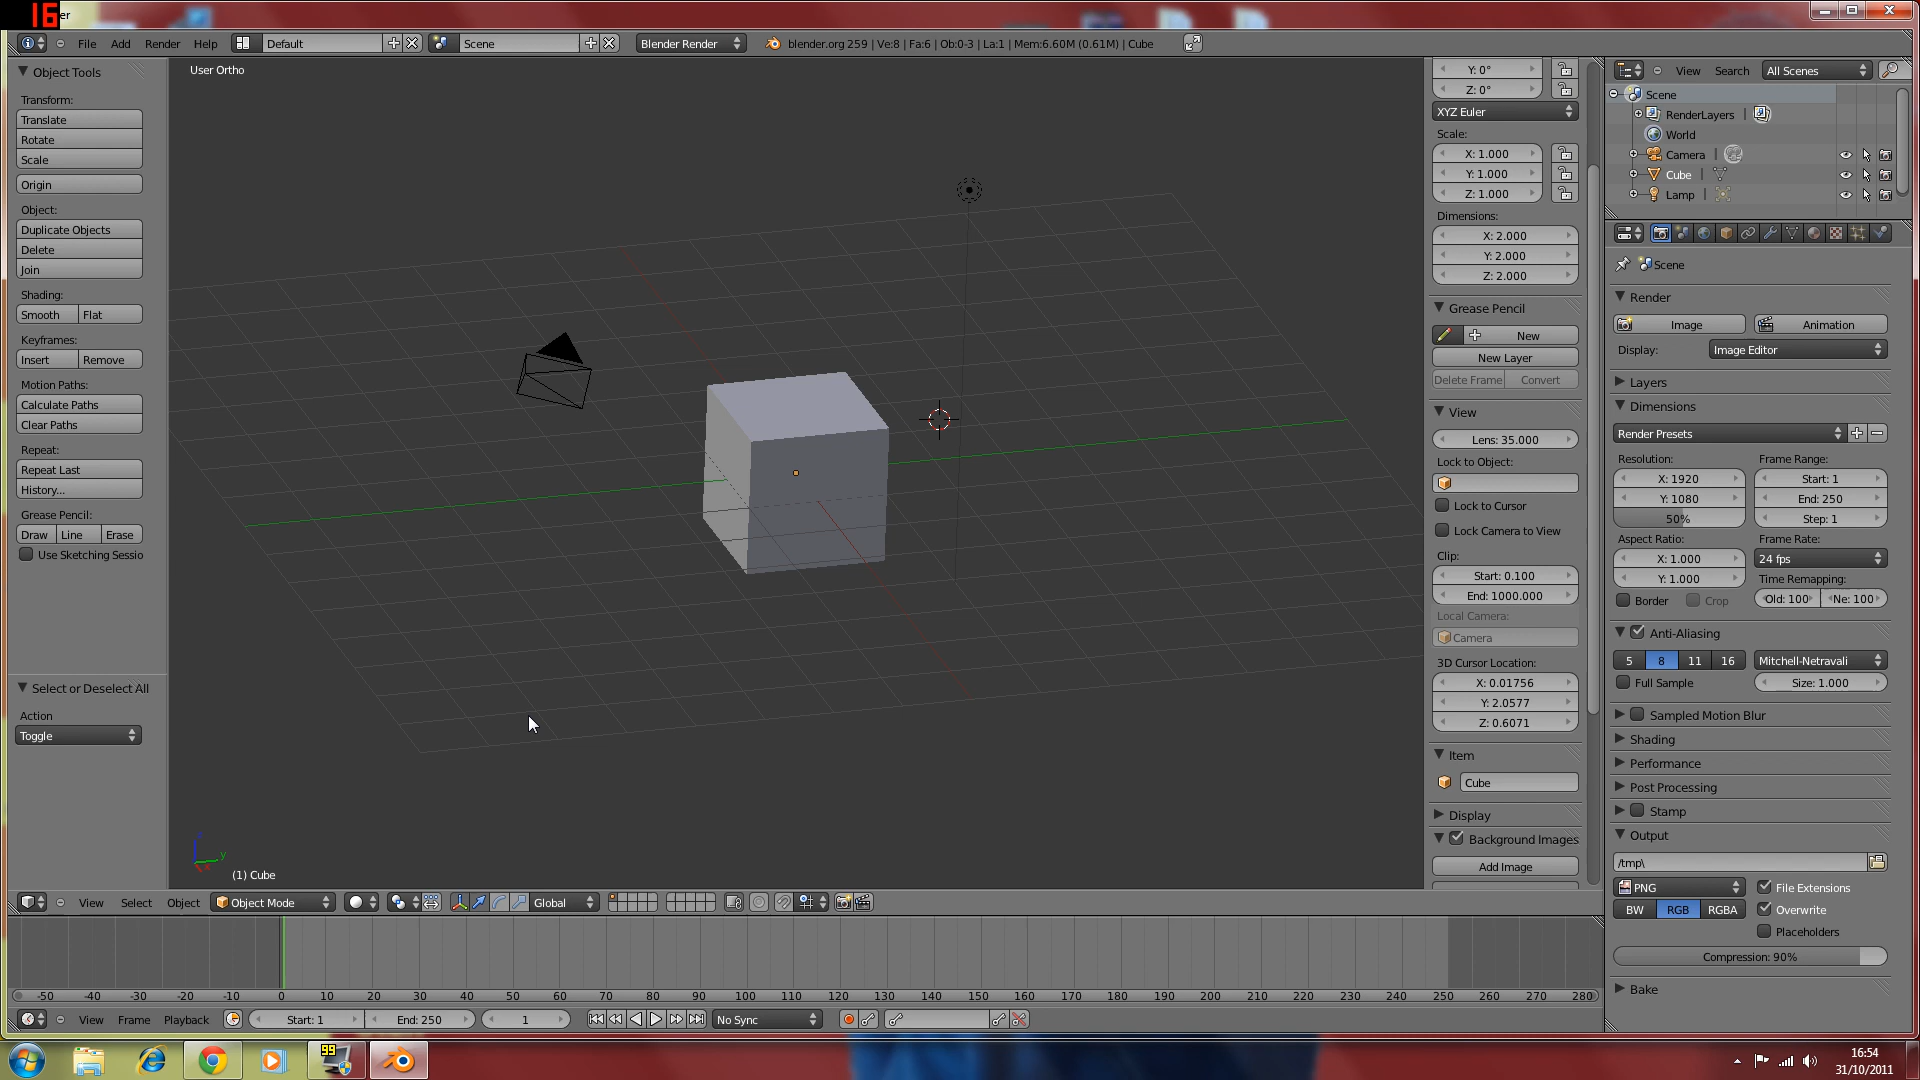 16
er
File Add Render Help Default Scene Blender Render blender.org 259 | Ve:8 | Fa:6 | Ob:0-3 | La:1 | Mem:6.60M (0.61M) | Cube
Object Tools
Transform:
Translate
Rotate
Scale
Origin
Object:
Duplicate Objects
Delete
Join
Shading:
Smooth Flat
Keyframes:
Insert Remove
Motion Paths:
Calculate Paths
Clear Paths
Repeat:
Repeat Last
History...
Grease Pencil:
Draw Line Erase
Use Sketching Sessio
Select or Deselect All
Action
Toggle
User Ortho
z
y
x
(1) Cube
Y: 0°
Z: 0°
XYZ Euler
Scale:
X: 1.000
Y: 1.000
Z: 1.000
Dimensions:
X: 2.000
Y: 2.000
Z: 2.000
Grease Pencil
New
New Layer
Delete Frame Convert
View
Lens: 35.000
Lock to Object:
Lock to Cursor
Lock Camera to View
Clip:
Start: 0.100
End: 1000.000
Local Camera:
Camera
3D Cursor Location:
X: 0.01756
Y: 2.0577
Z: 0.6071
Item
Cube
Display
Background Images
Add Image
View Search All Scenes
Scene
RenderLayers |
World
Camera |
Cube |
Lamp |
Scene
Render
Image Animation
Display: Image Editor
Layers
Dimensions
Render Presets
Resolution: Frame Range:
X: 1920 Start: 1
Y: 1080 End: 250
50% Step: 1
Aspect Ratio: Frame Rate:
X: 1.000 24 fps
Y: 1.000 Time Remapping:
Border Crop Old: 100 Ne: 100
Anti-Aliasing
5 8 11 16 Mitchell-Netravali
Full Sample Size: 1.000
Sampled Motion Blur
Shading
Performance
Post Processing
Stamp
Output
/tmp\
PNG File Extensions
BW RGB RGBA Overwrite
Placeholders
Compression: 90%
Bake
View Select Object Object Mode Global
-50 -40 -30 -20 -10 0 10 20 30 40 50 60 70 80 90 100 110 120 130 140 150 160 170 180 190 200 210 220 230 240 250 260 270 280
View Frame Playback Start: 1 End: 250 1 No Sync
99
16:54
31/10/2011